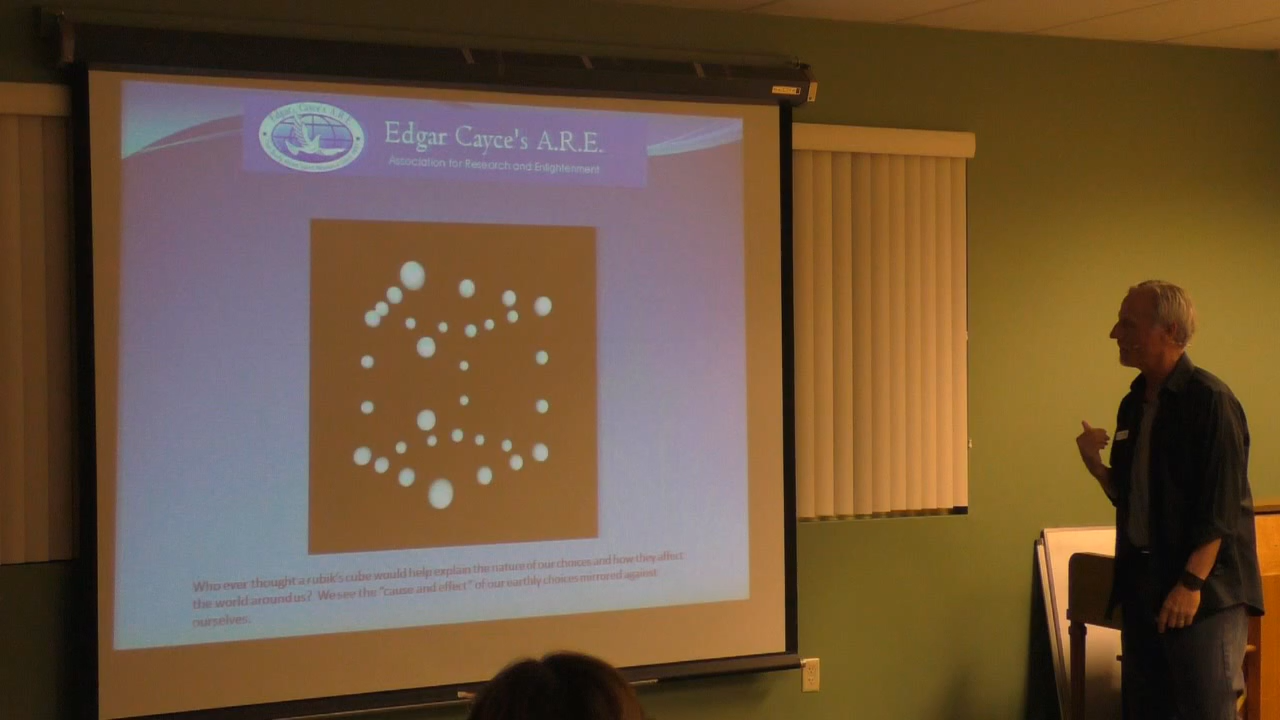 Edgar Cayce's A.R.E.
Edgar Cayce's A.R.E.
Association for Research and Enlightenment
Who ever thought a rubik's cube would help explain the nature of our choices and how they affect
the world around us? We see the "cause and effect" of our earthly choices mirrored against
ourselves.